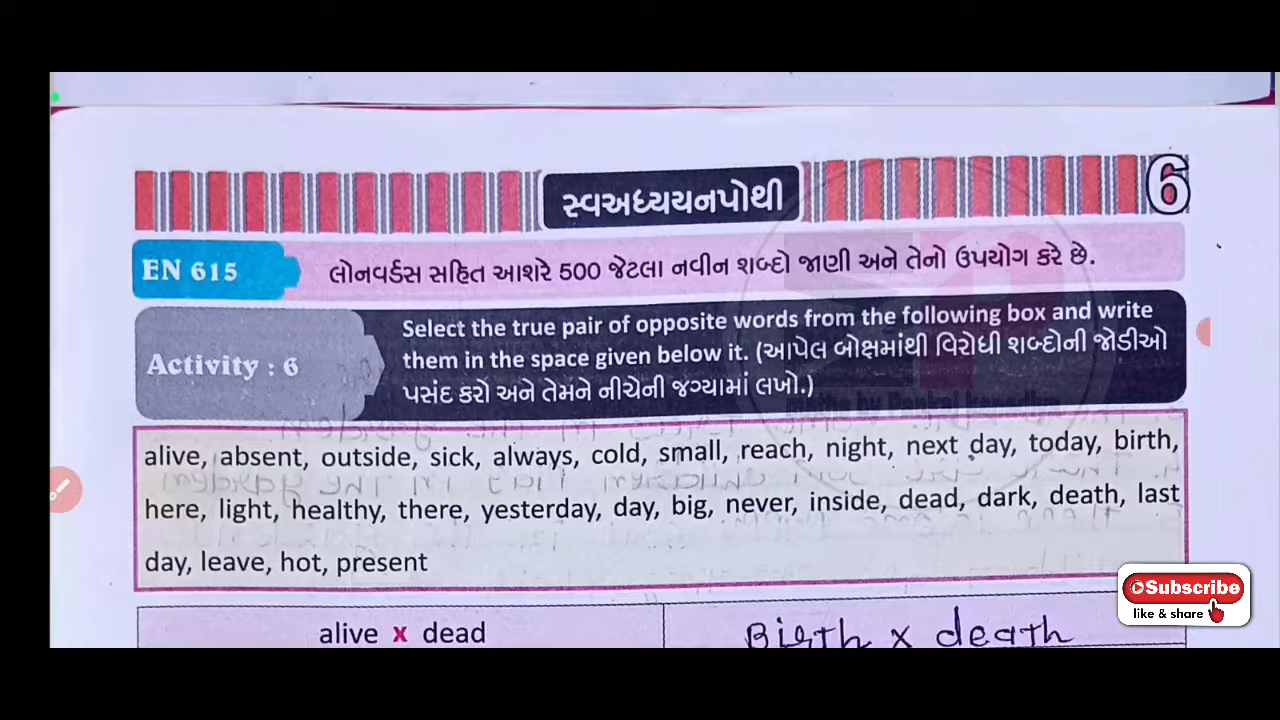 સ્વઅધ્યયનપોથી
6
EN 615
લોનવર્ડસ સહિત આશરે 500 જેટલા નવીન શબ્દો જાણી અને તેનો ઉપયોગ કરે છે.
Activity : 6
Select the true pair of opposite words from the following box and write
them in the space given below it. (આપેલ બોક્ષમાંથી વિરોધી શબ્દોની જોડીઓ
પસંદ કરો અને તેમને નીચેની જગ્યામાં લખો.)
alive, absent, outside, sick, always, cold, small, reach, night, next day, today, birth,
here, light, healthy, there, yesterday, day, big, never, inside, dead, dark, death, last
day, leave, hot, present
alive x dead
Birth x death
Subscribe
like & share